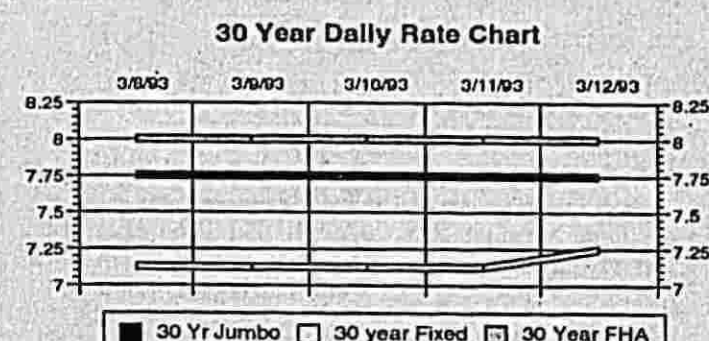 30 Year Daily Rate Chart
3/8/93 3/9/93 3/10/93 3/11/93 3/12/93
8.25 8.25
8 8
7.75 7.75
7.5 7.5
7.25 7.25
7 7
30 Yr Jumbo 30 year Fixed 30 Year FHA